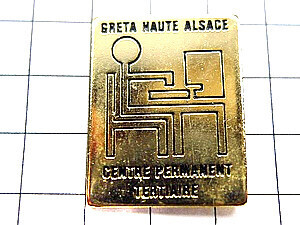 GRETA HAUTE ALSACE
CENTRE PERMANENT
TERTIAIRE